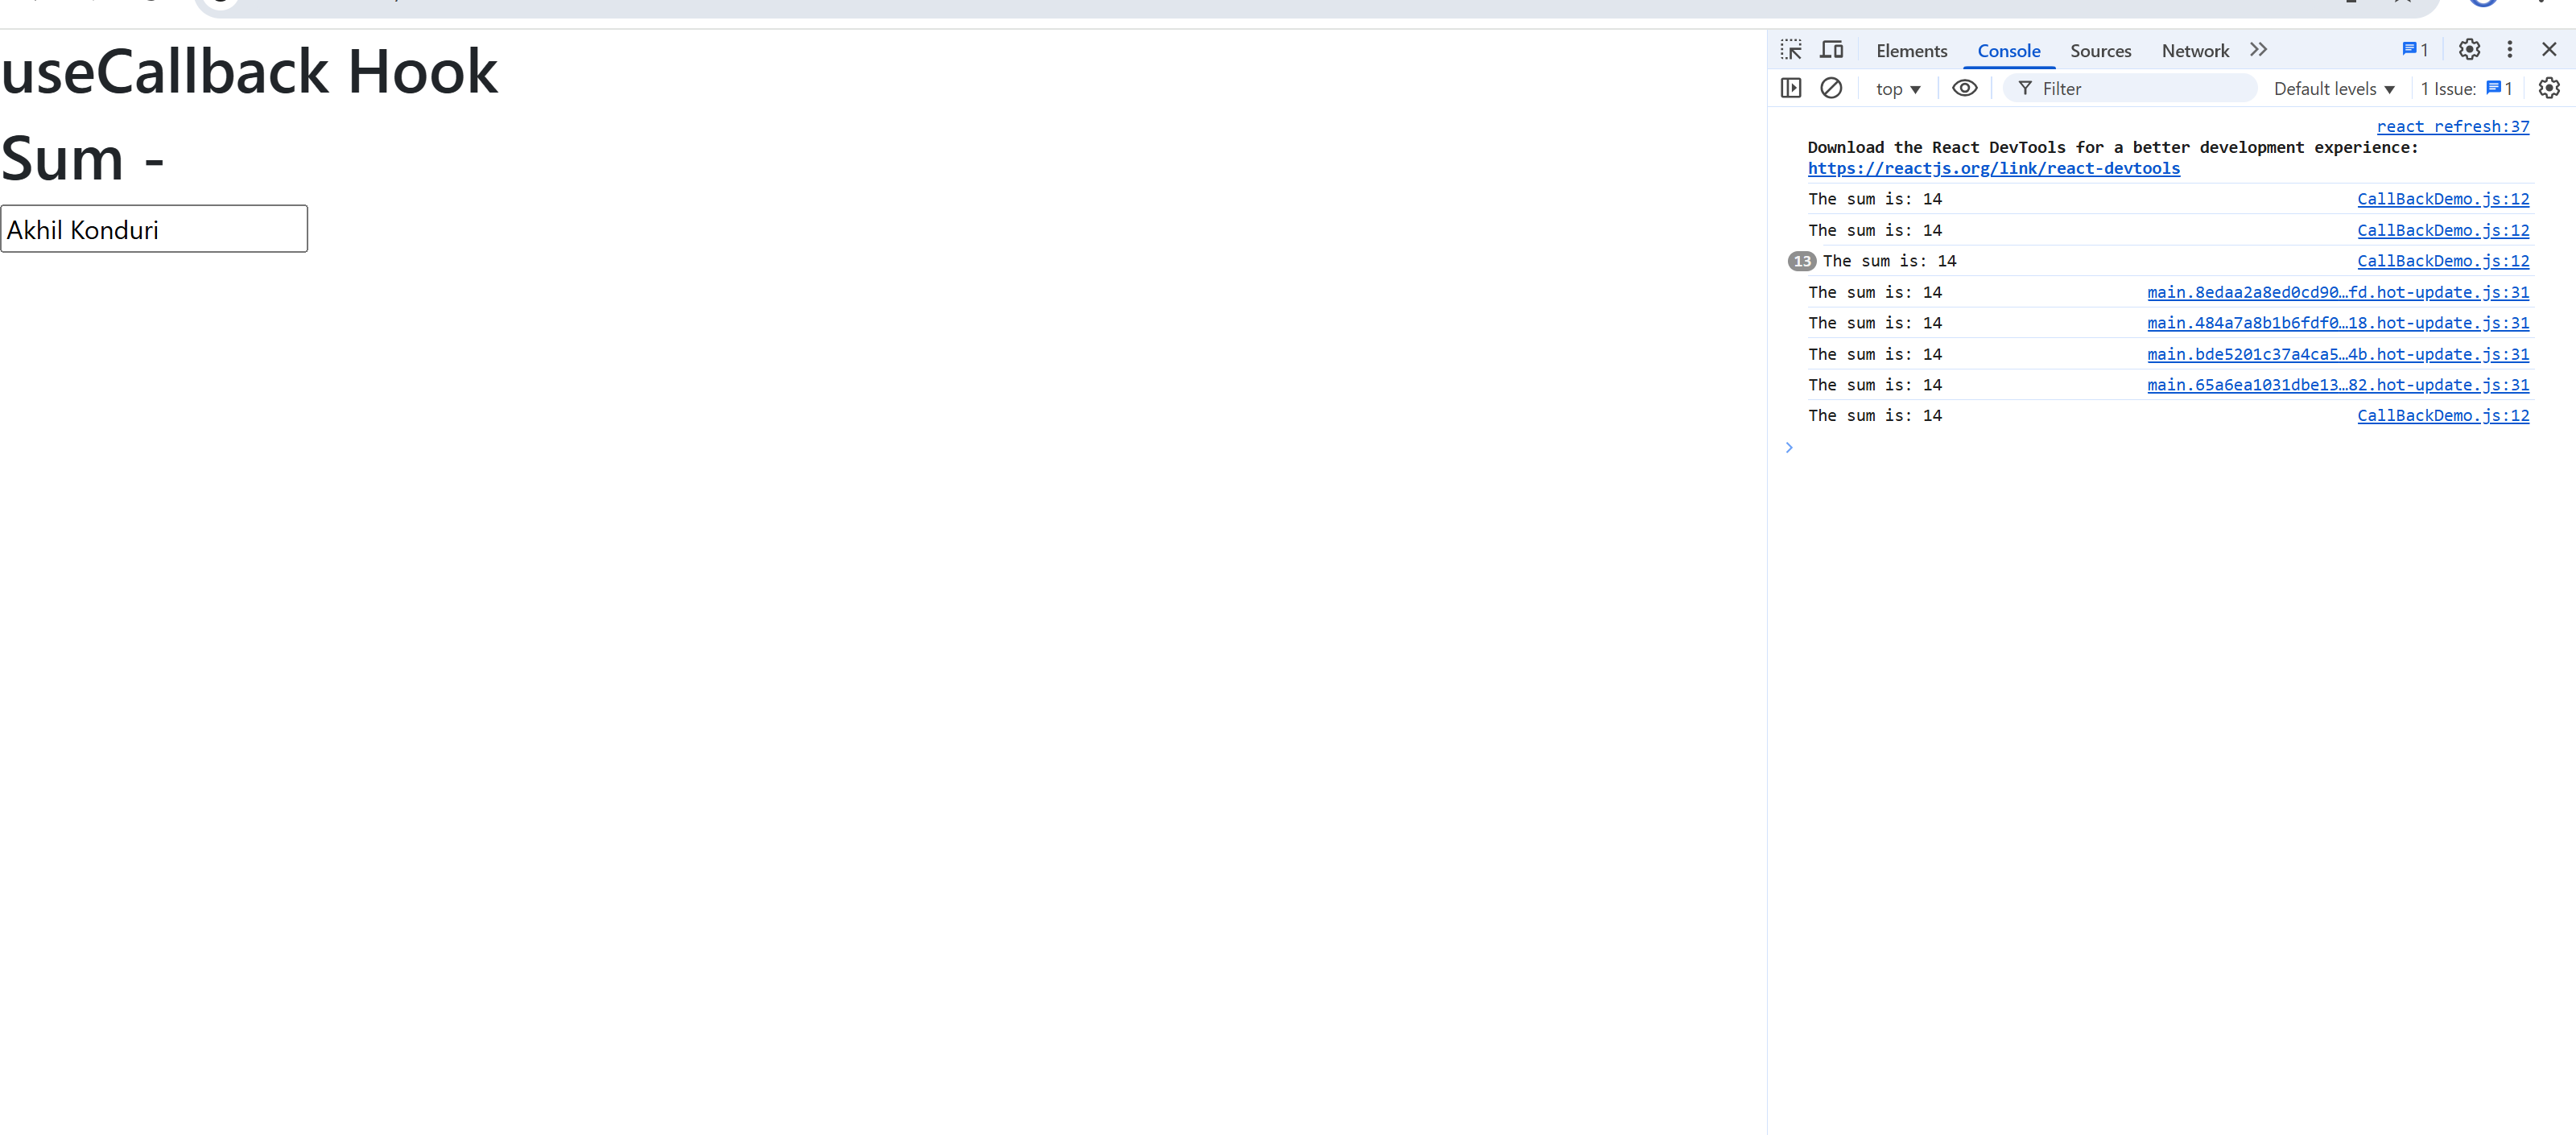 useCallback Hook
Sum -
Akhil Konduri
Elements Console Sources Network 1
top Filter Default levels 1 Issue: 1
react refresh:37
Download the React DevTools for a better development experience:
https://reactjs.org/link/react-devtools
The sum is: 14 CallBackDemo.js:12
The sum is: 14 CallBackDemo.js:12
13 The sum is: 14 CallBackDemo.js:12
The sum is: 14 main.8edaa2a8ed0cd90…fd.hot-update.js:31
The sum is: 14 main.484a7a8b1b6fdf0…18.hot-update.js:31
The sum is: 14 main.bde5201c37a4ca5…4b.hot-update.js:31
The sum is: 14 main.65a6ea1031dbe13…82.hot-update.js:31
The sum is: 14 CallBackDemo.js:12